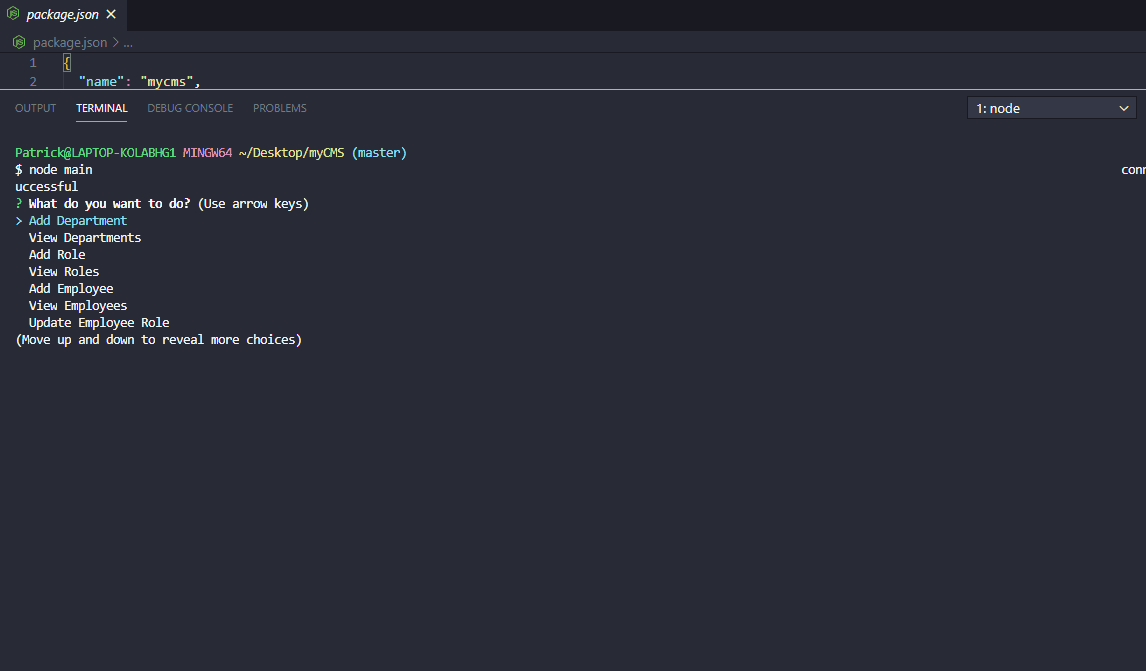 package.json
package.json > ...
1 {
2 "name": "mycms",
OUTPUT TERMINAL DEBUG CONSOLE PROBLEMS 1: node
Patrick@LAPTOP-KOLABHG1 MINGW64 ~/Desktop/myCMS (master)
$ node main conn
uccessful
? What do you want to do? (Use arrow keys)
> Add Department
View Departments
Add Role
View Roles
Add Employee
View Employees
Update Employee Role
(Move up and down to reveal more choices)